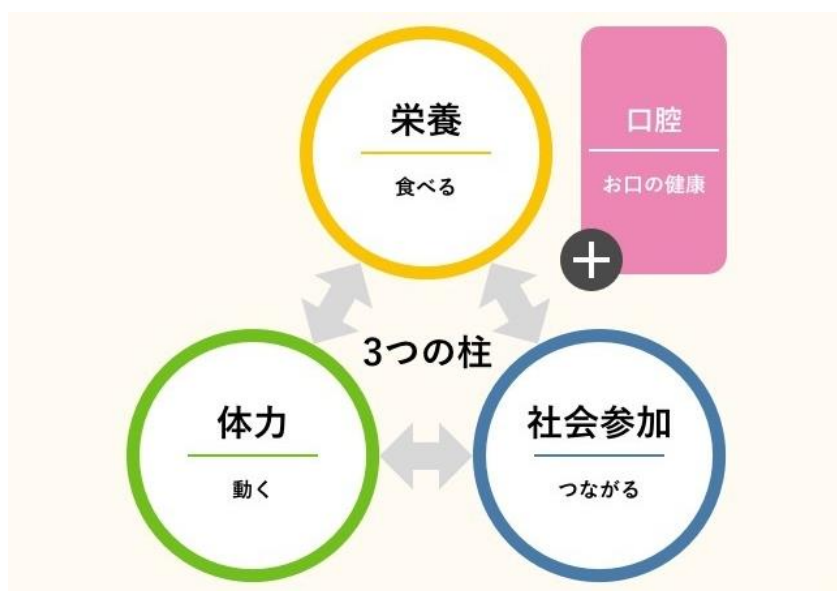 栄養
食べる
口腔
お口の健康
3つの柱
体力
動く
社会参加
つながる